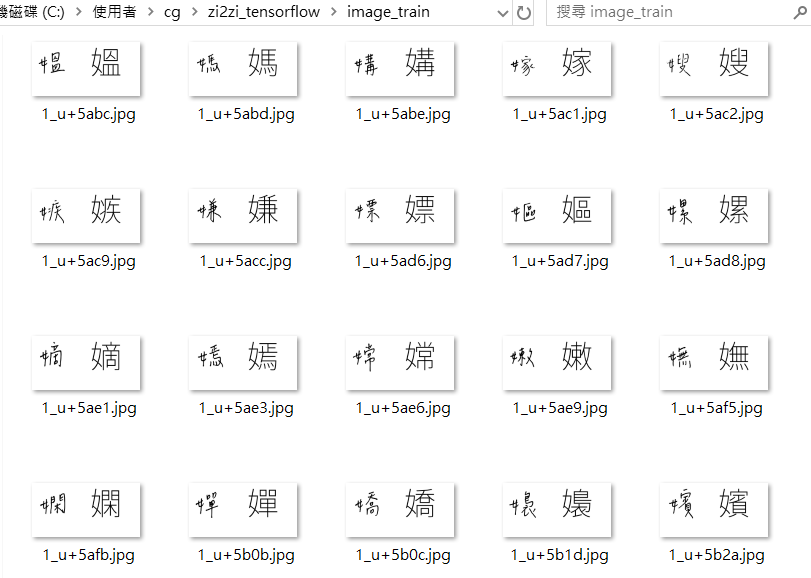 磁碟 (C:) > 使用者 > cg > zi2zi_tensorflow > image_train 搜尋 image_train
媼 媼 媽 媽 媾 媾 嫁 嫁 嫂 嫂
1_u+5abc.jpg 1_u+5abd.jpg 1_u+5abe.jpg 1_u+5ac1.jpg 1_u+5ac2.jpg
嫉 嫉 嫌 嫌 嫖 嫖 嫗 嫗 嫘 嫘
1_u+5ac9.jpg 1_u+5acc.jpg 1_u+5ad6.jpg 1_u+5ad7.jpg 1_u+5ad8.jpg
嫡 嫡 嫣 嫣 嫦 嫦 嫩 嫩 嫵 嫵
1_u+5ae1.jpg 1_u+5ae3.jpg 1_u+5ae6.jpg 1_u+5ae9.jpg 1_u+5af5.jpg
嫻 嫻 嬋 嬋 嬌 嬌 嬝 嬝 嬪 嬪
1_u+5afb.jpg 1_u+5b0b.jpg 1_u+5b0c.jpg 1_u+5b1d.jpg 1_u+5b2a.jpg